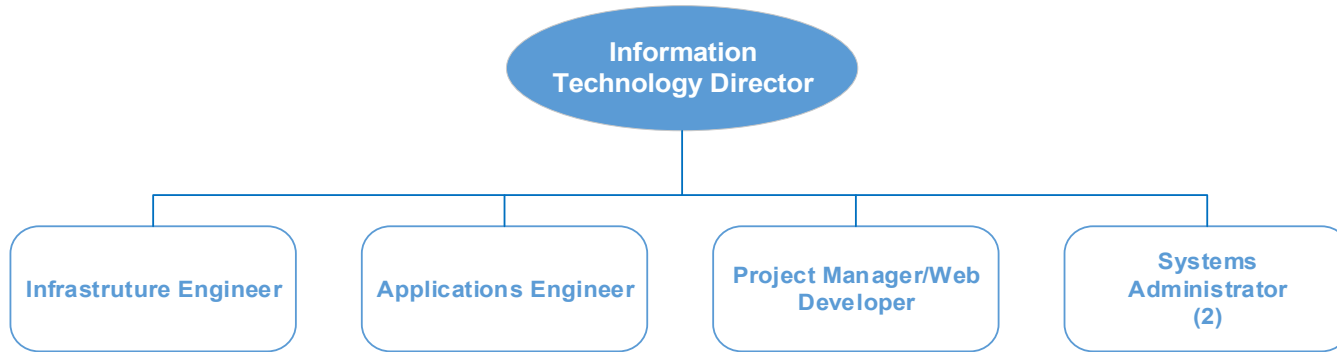 Information
Technology Director
Infrastruture Engineer
Applications Engineer
Project Manager/Web
Developer
Systems
Administrator
(2)